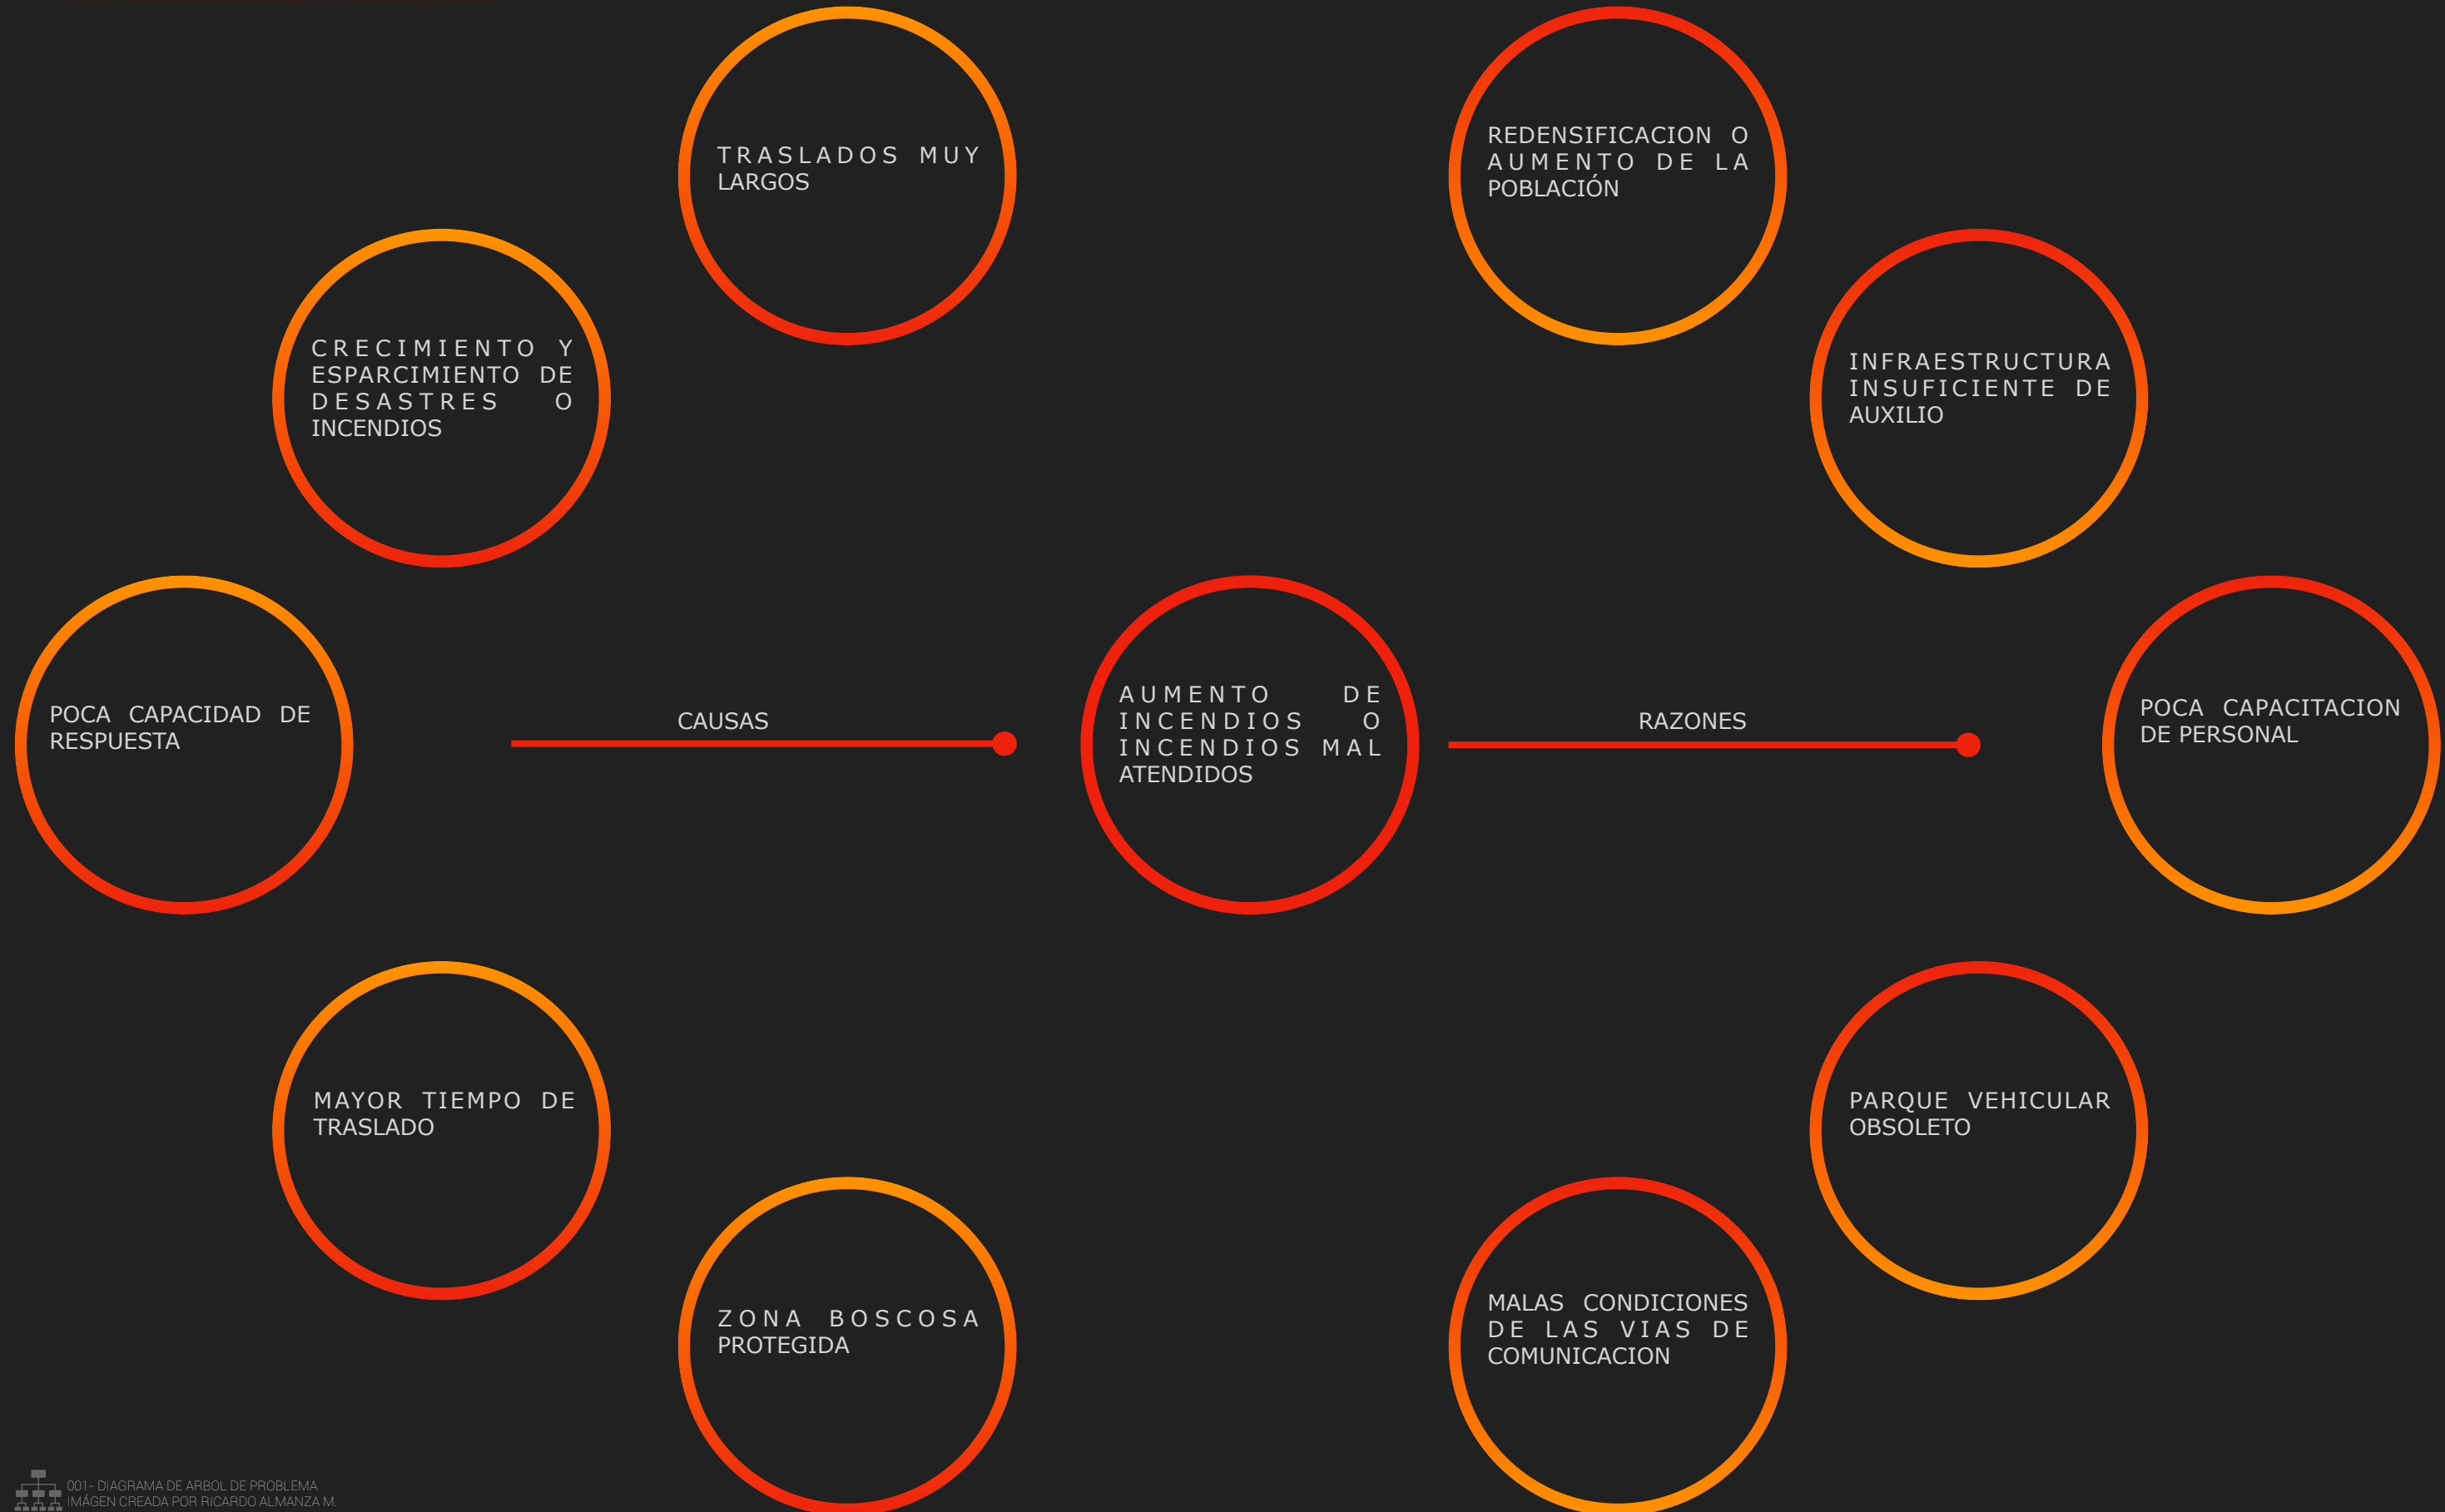 TRASLADOS MUY
LARGOS
REDENSIFICACION O
AUMENTO DE LA
POBLACIÓN
CRECIMIENTO Y
ESPARCIMIENTO DE
DESASTRES O
INCENDIOS
INFRAESTRUCTURA
INSUFICIENTE DE
AUXILIO
POCA CAPACIDAD DE
RESPUESTA
CAUSAS
AUMENTO DE
INCENDIOS O
INCENDIOS MAL
ATENDIDOS
RAZONES
POCA CAPACITACION
DE PERSONAL
MAYOR TIEMPO DE
TRASLADO
PARQUE VEHICULAR
OBSOLETO
ZONA BOSCOSA
PROTEGIDA
MALAS CONDICIONES
DE LAS VIAS DE
COMUNICACION
001- DIAGRAMA DE ARBOL DE PROBLEMA
IMÁGEN CREADA POR RICARDO ALMANZA M.